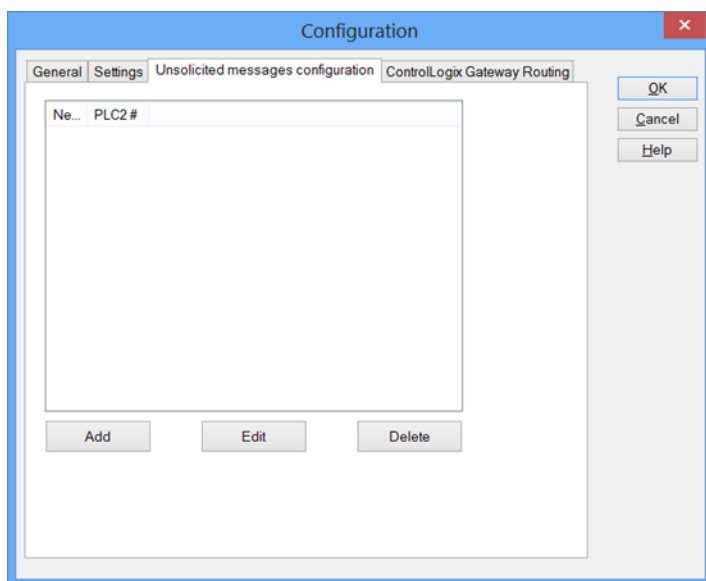 Configuration
General Settings Unsolicited messages configuration ControlLogix Gateway Routing
OK
Cancel
Help
Ne... PLC2 #
Add Edit Delete